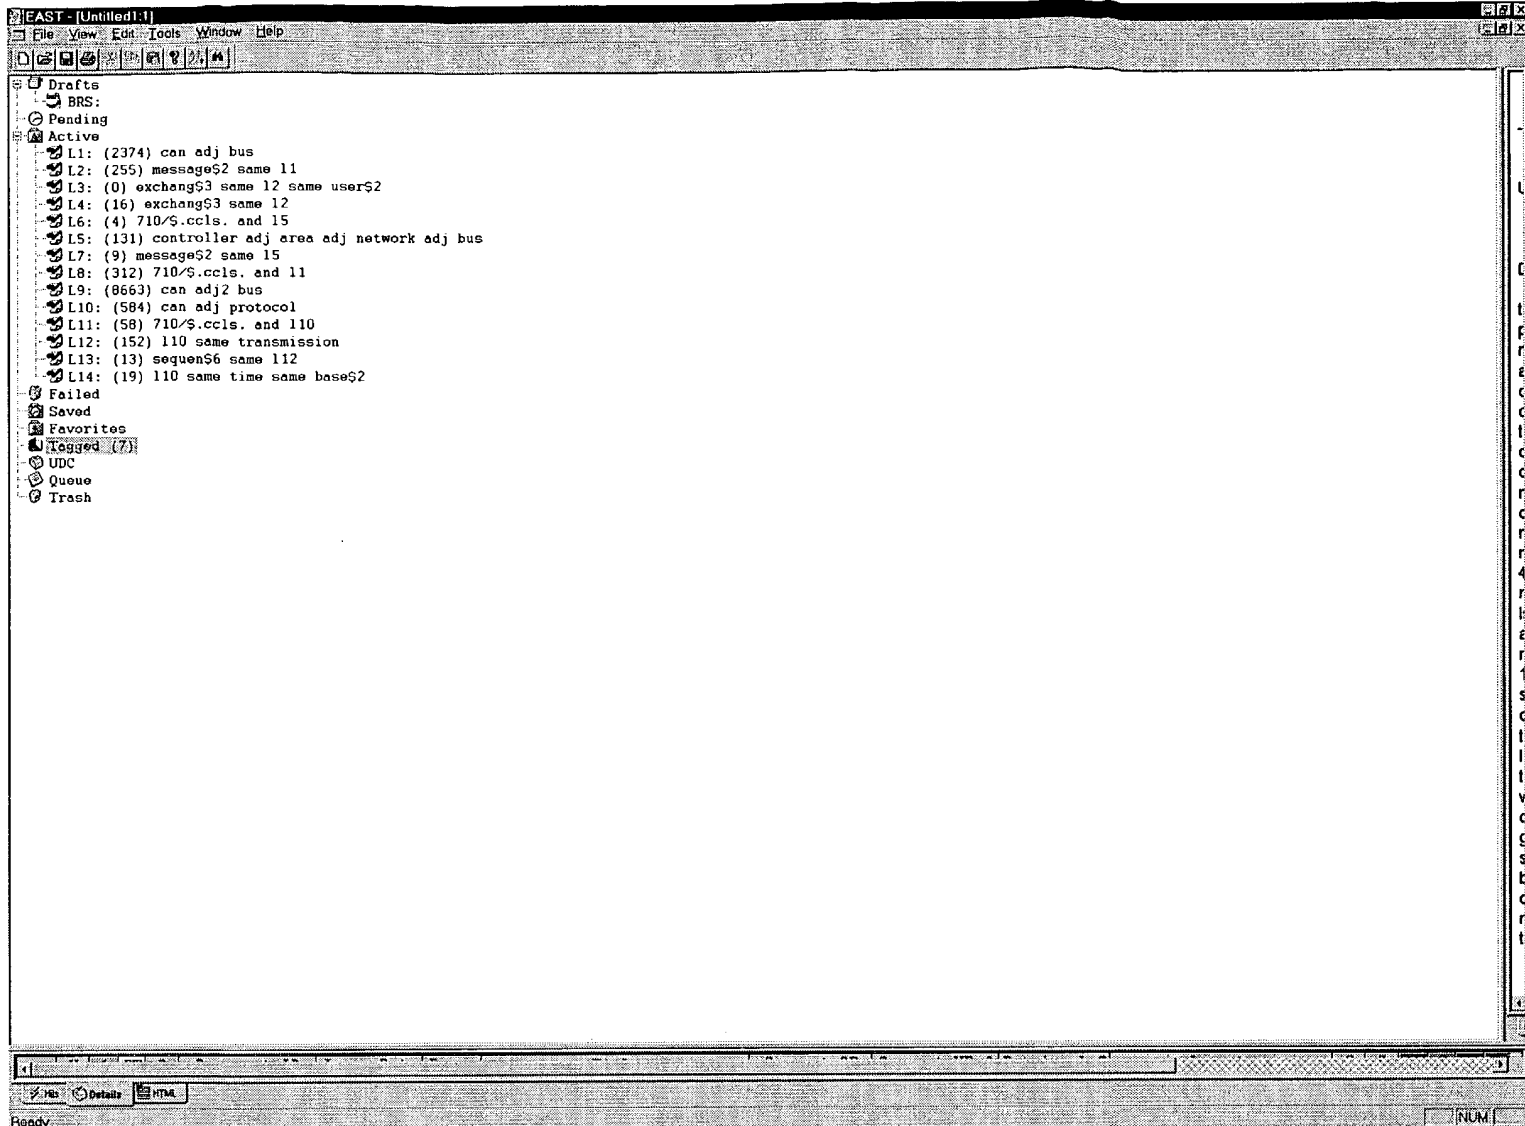 EAST - [Untitled1:1]
File View Edit Tools Window Help
Drafts
BRS:
Pending
Active
L1: (2374) can adj bus
L2: (255) message$2 same l1
L3: (0) exchang$3 same l2 same user$2
L4: (16) exchang$3 same l2
L6: (4) 710/$.ccls. and l5
L5: (131) controller adj area adj network adj bus
L7: (9) message$2 same l5
L8: (312) 710/$.ccls. and l1
L9: (8663) can adj2 bus
L10: (584) can adj protocol
L11: (58) 710/$.ccls. and l10
L12: (152) l10 same transmission
L13: (13) sequen$6 same l12
L14: (19) l10 same time same base$2
Failed
Saved
Favorites
Tagged (7)
UDC
Queue
Trash
Hits Details HTML
Ready NUM